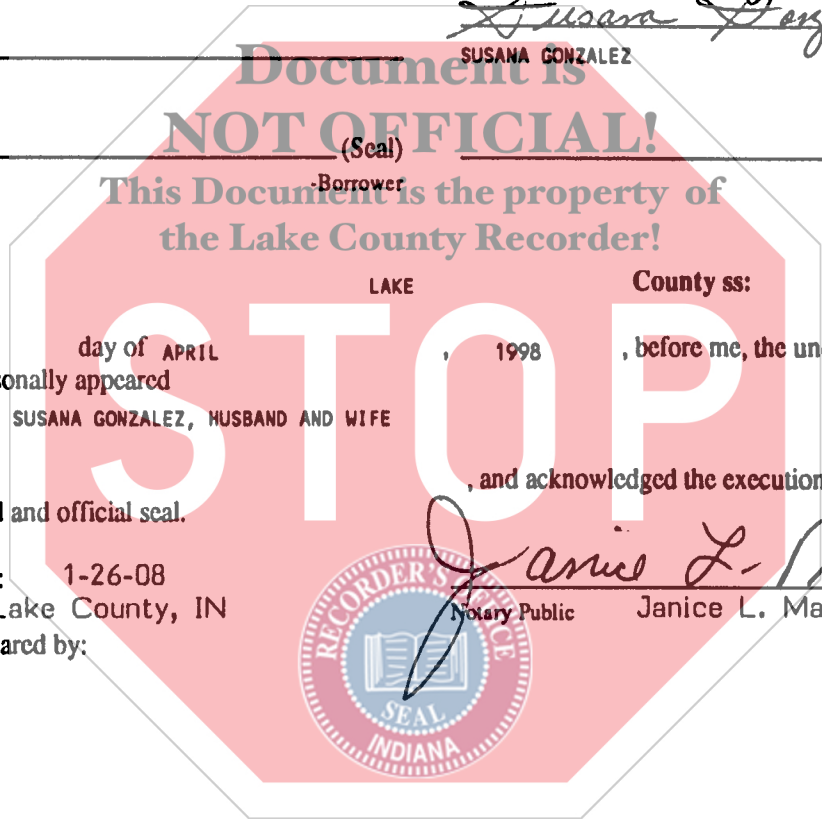 Susana
SUSANA GONZALEZ
Document is
NOT OFFICIAL!
(Seal)
-Borrower
This Document is the property of
the Lake County Recorder!
LAKE County ss:
STOP
day of APRIL , 1998 , before me, the un
sonally appeared
SUSANA GONZALEZ, HUSBAND AND WIFE
, and acknowledged the execution
and official seal.
: 1-26-08
Lake County, IN
Janice L.
Notary Public Janice L. Ma
ared by:
RECORDER'S OFFICE
SEAL
INDIANA